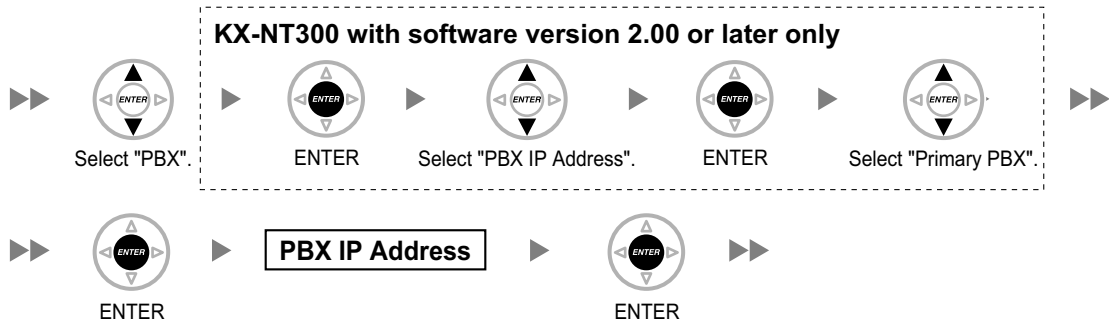 KX-NT300 with software version 2.00 or later only
ENTER ENTER ENTER ENTER ENTER
Select "PBX". ENTER Select "PBX IP Address". ENTER Select "Primary PBX".
ENTER PBX IP Address ENTER
ENTER ENTER